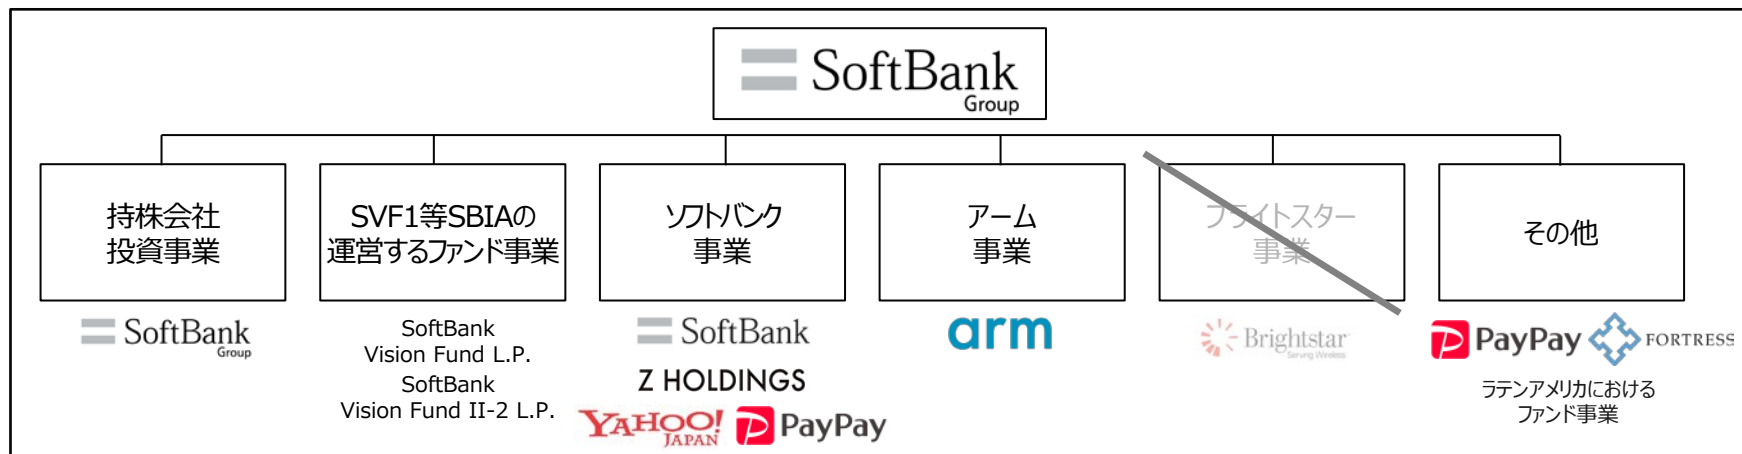 SoftBank
Group
持株会社
投資事業
SVF1等SBIAの
運営するファンド事業
ソフトバンク
事業
アーム
事業
ブライトスター
事業
その他
SoftBank
Group
SoftBank
Vision Fund L.P.
SoftBank
Vision Fund II-2 L.P.
SoftBank
Z HOLDINGS
YAHOO!
JAPAN
PayPay
arm
Brightstar
Serving Wireless
PayPay
FORTRESS
ラテンアメリカにおける
ファンド事業